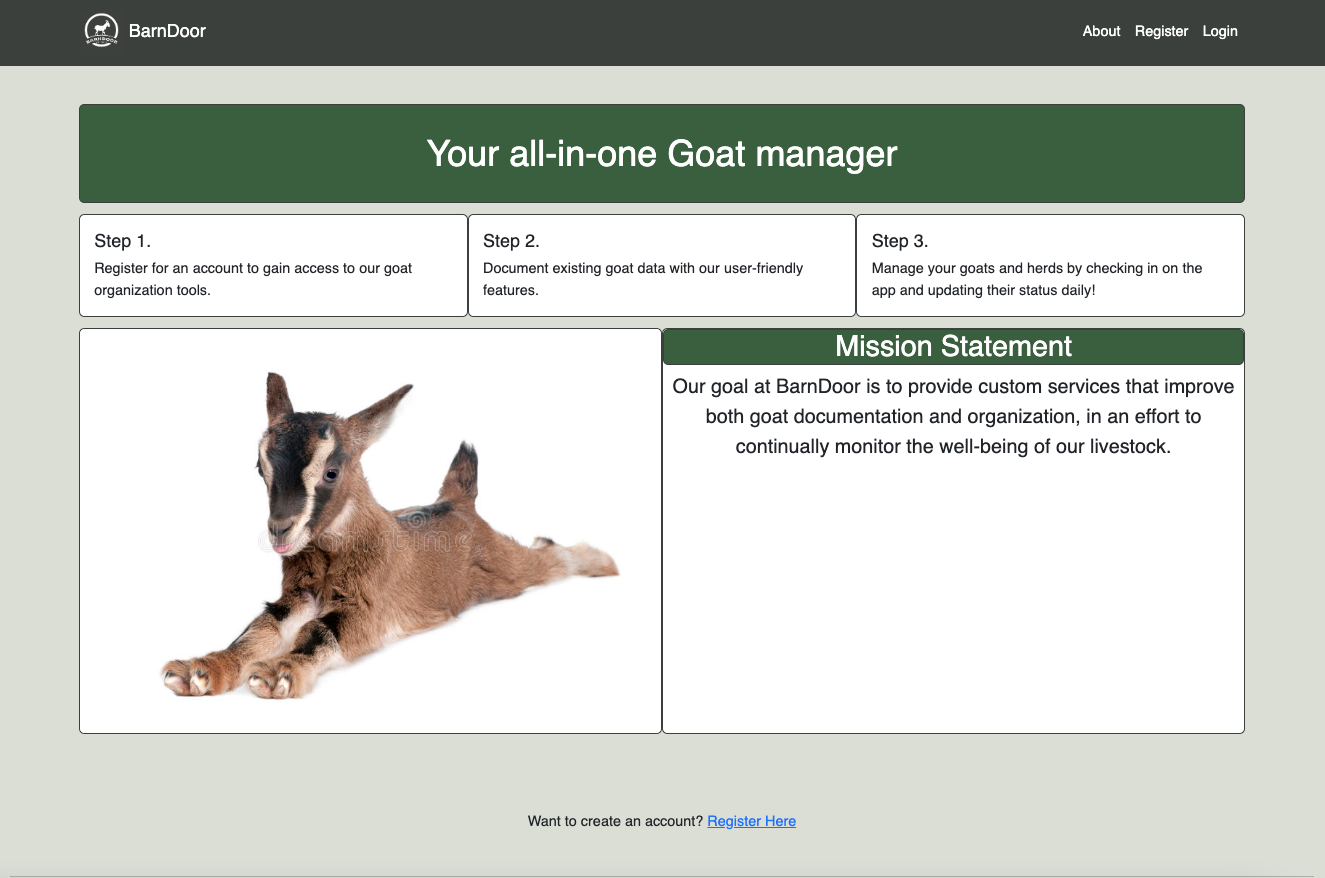 BARNDOOR
BarnDoor
About Register Login
Your all-in-one Goat manager
Step 1.
Register for an account to gain access to our goat
organization tools.
Step 2.
Document existing goat data with our user-friendly
features.
Step 3.
Manage your goats and herds by checking in on the
app and updating their status daily!
dreamstime
Mission Statement
Our goal at BarnDoor is to provide custom services that improve
both goat documentation and organization, in an effort to
continually monitor the well-being of our livestock.
Want to create an account? Register Here